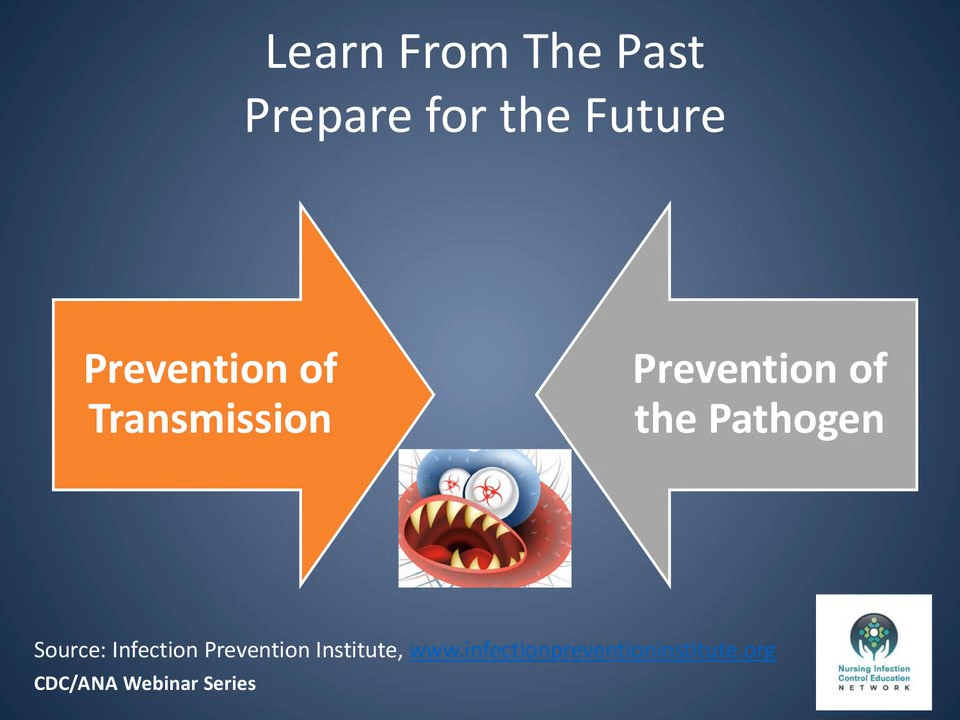 Learn From The Past
Prepare for the Future
Prevention of
Transmission
Prevention of
the Pathogen
Source: Infection Prevention Institute, www.infectionpreventioninstitute.org
CDC/ANA Webinar Series
Nursing Infection
Control Education
NETWORK